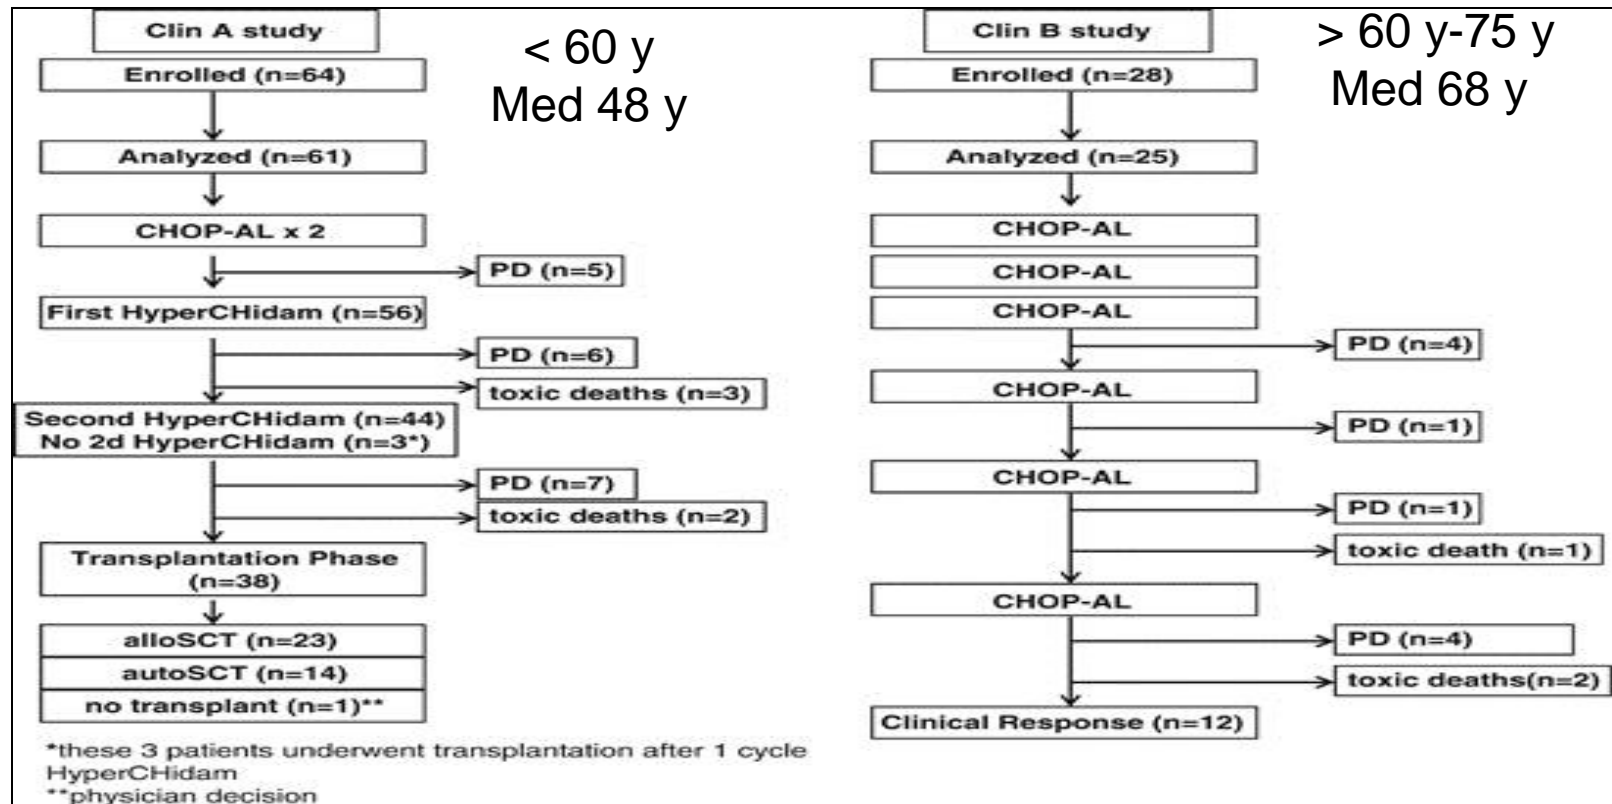 Clin A study
< 60 y
Med 48 y
Enrolled (n=64)
Analyzed (n=61)
CHOP-AL x 2
PD (n=5)
First HyperCHidam (n=56)
PD (n=6)
toxic deaths (n=3)
Second HyperCHidam (n=44)
No 2d HyperCHidam (n=3*)
PD (n=7)
toxic deaths (n=2)
Transplantation Phase
(n=38)
alloSCT (n=23)
autoSCT (n=14)
no transplant (n=1)**
*these 3 patients underwent transplantation after 1 cycle
HyperCHidam
**physician decision
Clin B study
> 60 y-75 y
Med 68 y
Enrolled (n=28)
Analyzed (n=25)
CHOP-AL
CHOP-AL
CHOP-AL
PD (n=4)
CHOP-AL
PD (n=1)
CHOP-AL
PD (n=1)
toxic death (n=1)
CHOP-AL
PD (n=4)
toxic deaths(n=2)
Clinical Response (n=12)